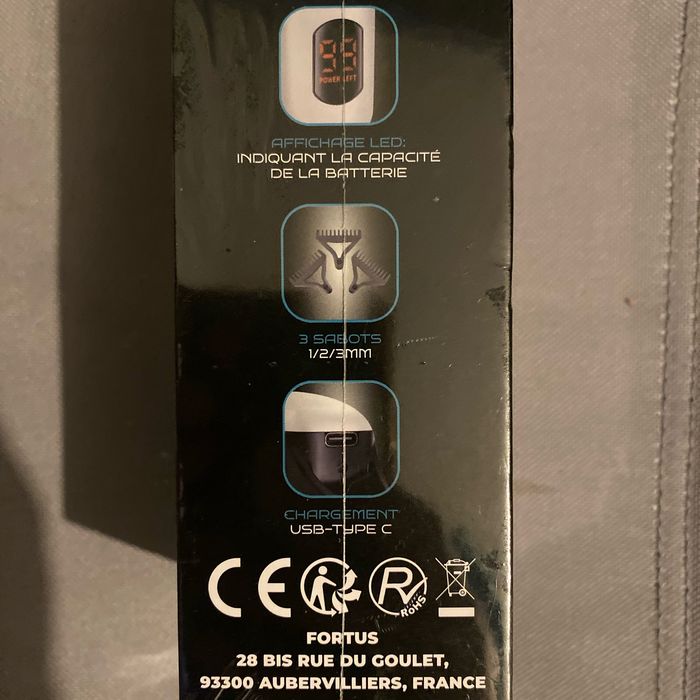 95
POWER LEFT
AFFICHAGE LED:
INDIQUANT LA CAPACITÉ
DE LA BATTERIE
3 SABOTS
1/2/3MM
CHARGEMENT
USB-TYPE C
CE R RoHS
FORTUS
28 BIS RUE DU GOULET,
93300 AUBERVILLIERS, FRANCE